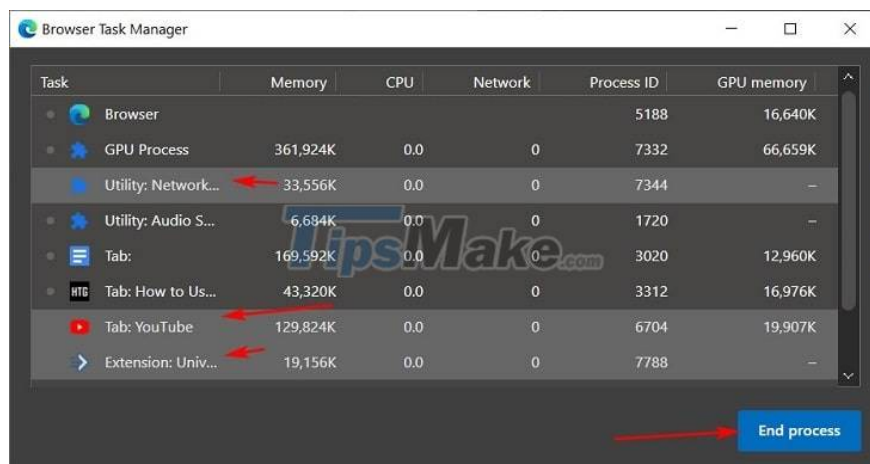 Browser Task Manager
Task Memory CPU Network Process ID GPU memory
Browser 5188 16,640K
GPU Process 361,924K 0.0 0 7332 66,659K
Utility: Network... 33,556K 0.0 0 7344 –
Utility: Audio S... 6,684K 0.0 0 1720 –
Tab: 169,592K 0.0 0 3020 12,960K
HTG Tab: How to Us... 43,320K 0.0 0 3312 16,976K
Tab: YouTube 129,824K 0.0 0 6704 19,907K
Extension: Univ... 19,156K 0.0 0 7788 –
TipsMake.com
End process